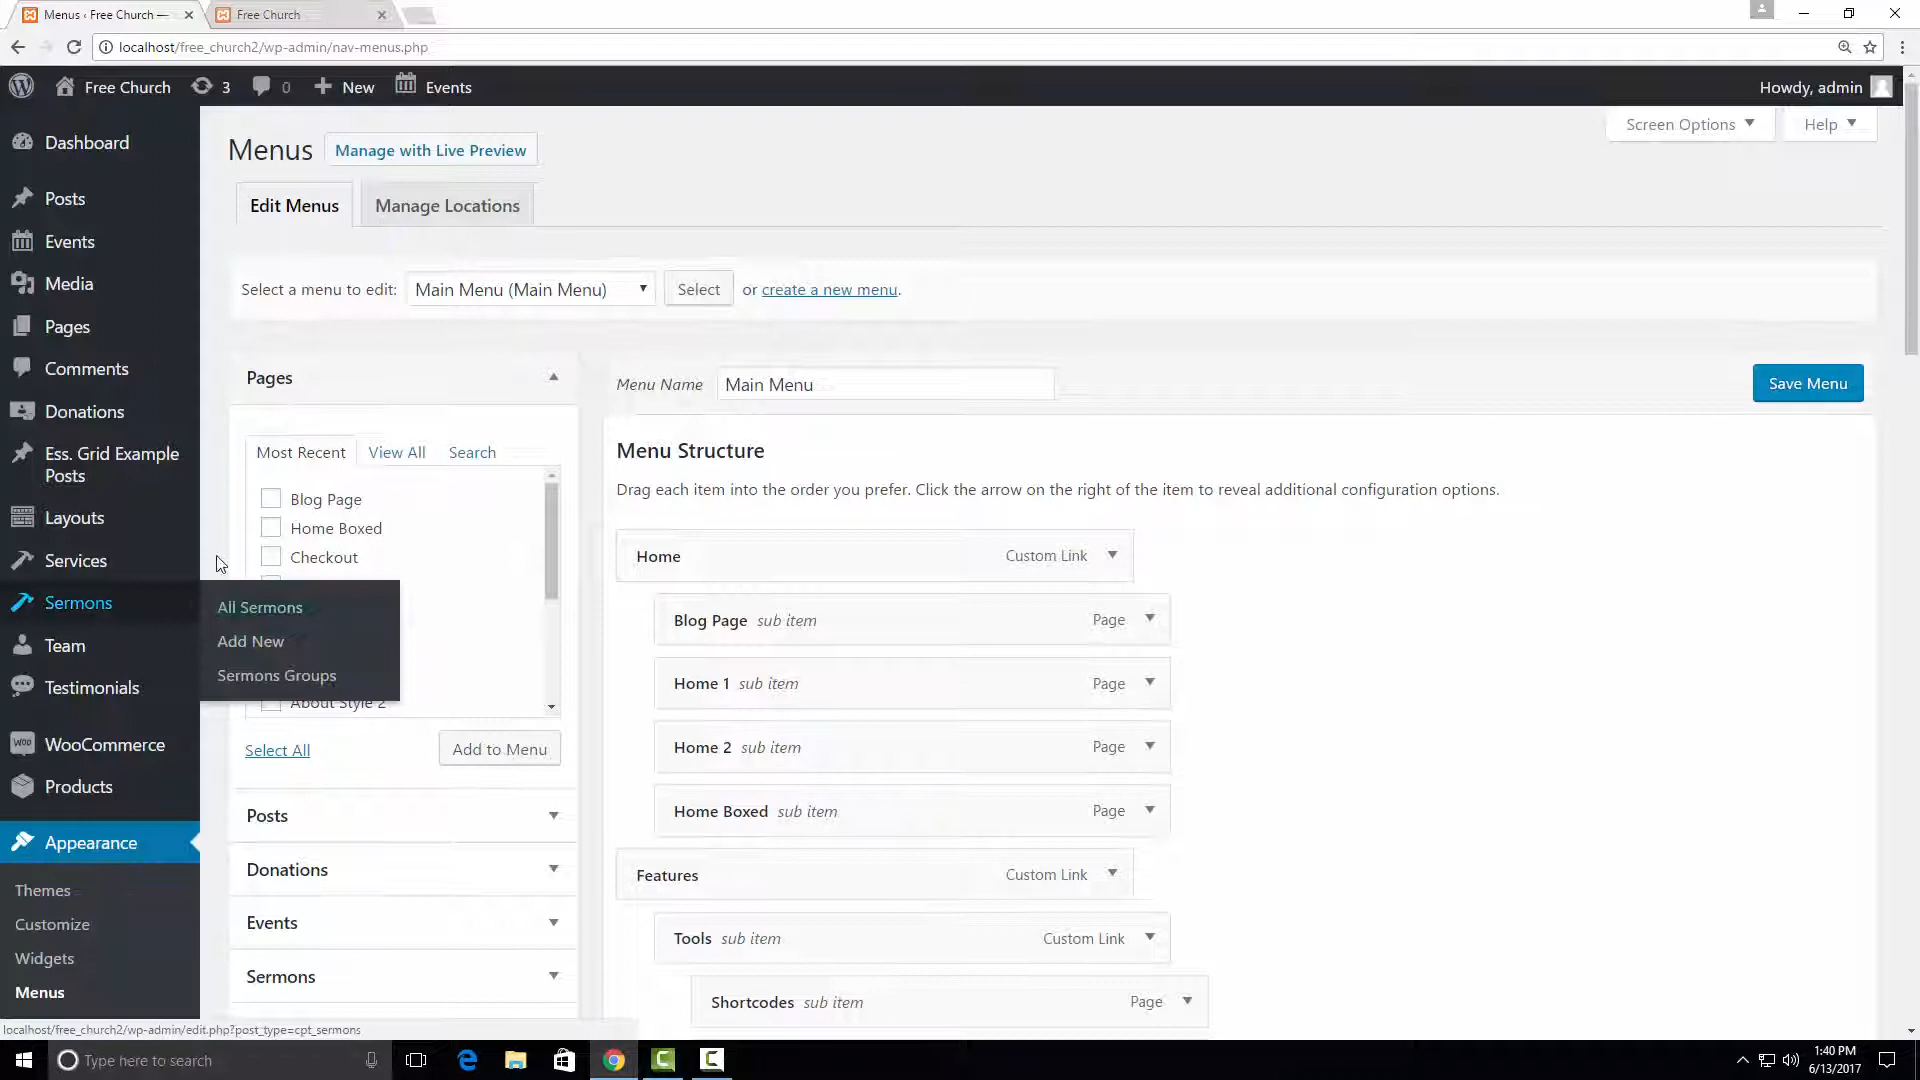 Menus ‹ Free Church —
Free Church
localhost/free_church2/wp-admin/nav-menus.php
Free Church
3
0
New
Events
Howdy, admin
Dashboard
Posts
Events
Media
Pages
Comments
Donations
Ess. Grid Example
Posts
Layouts
Services
Sermons
Team
Testimonials
WooCommerce
Products
Appearance
Themes
Customize
Widgets
Menus
All Sermons
Add New
Sermons Groups
Menus
Manage with Live Preview
Screen Options
Help
Edit Menus
Manage Locations
Select a menu to edit:
Main Menu (Main Menu)
Select
or create a new menu.
Pages
Most Recent
View All
Search
Blog Page
Home Boxed
Checkout
About Style 2
Select All
Add to Menu
Posts
Donations
Events
Sermons
Menu Name
Main Menu
Save Menu
Menu Structure
Drag each item into the order you prefer. Click the arrow on the right of the item to reveal additional configuration options.
Home
Custom Link
Blog Page sub item
Page
Home 1 sub item
Page
Home 2 sub item
Page
Home Boxed sub item
Page
Features
Custom Link
Tools sub item
Custom Link
Shortcodes sub item
Page
localhost/free_church2/wp-admin/edit.php?post_type=cpt_sermons
Type here to search
1:40 PM
6/13/2017